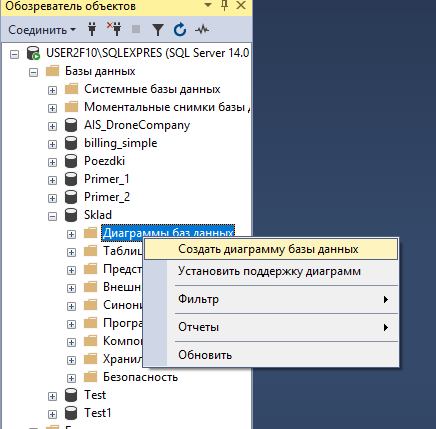 Обозреватель объектов
Соединить
USER2F10\SQLEXPRES (SQL Server 14.0
Базы данных
Системные базы данных
Моментальные снимки базы
AIS_DroneCompany
billing_simple
Poezdki
Primer_1
Primer_2
Sklad
Диаграммы баз данных
Создать диаграмму базы данных
Таблиц
Установить поддержку диаграмм
Предст
Внешн
Фильтр
Синони
Програ
Отчеты
Компо
Хранил
Обновить
Безопасность
Test
Test1